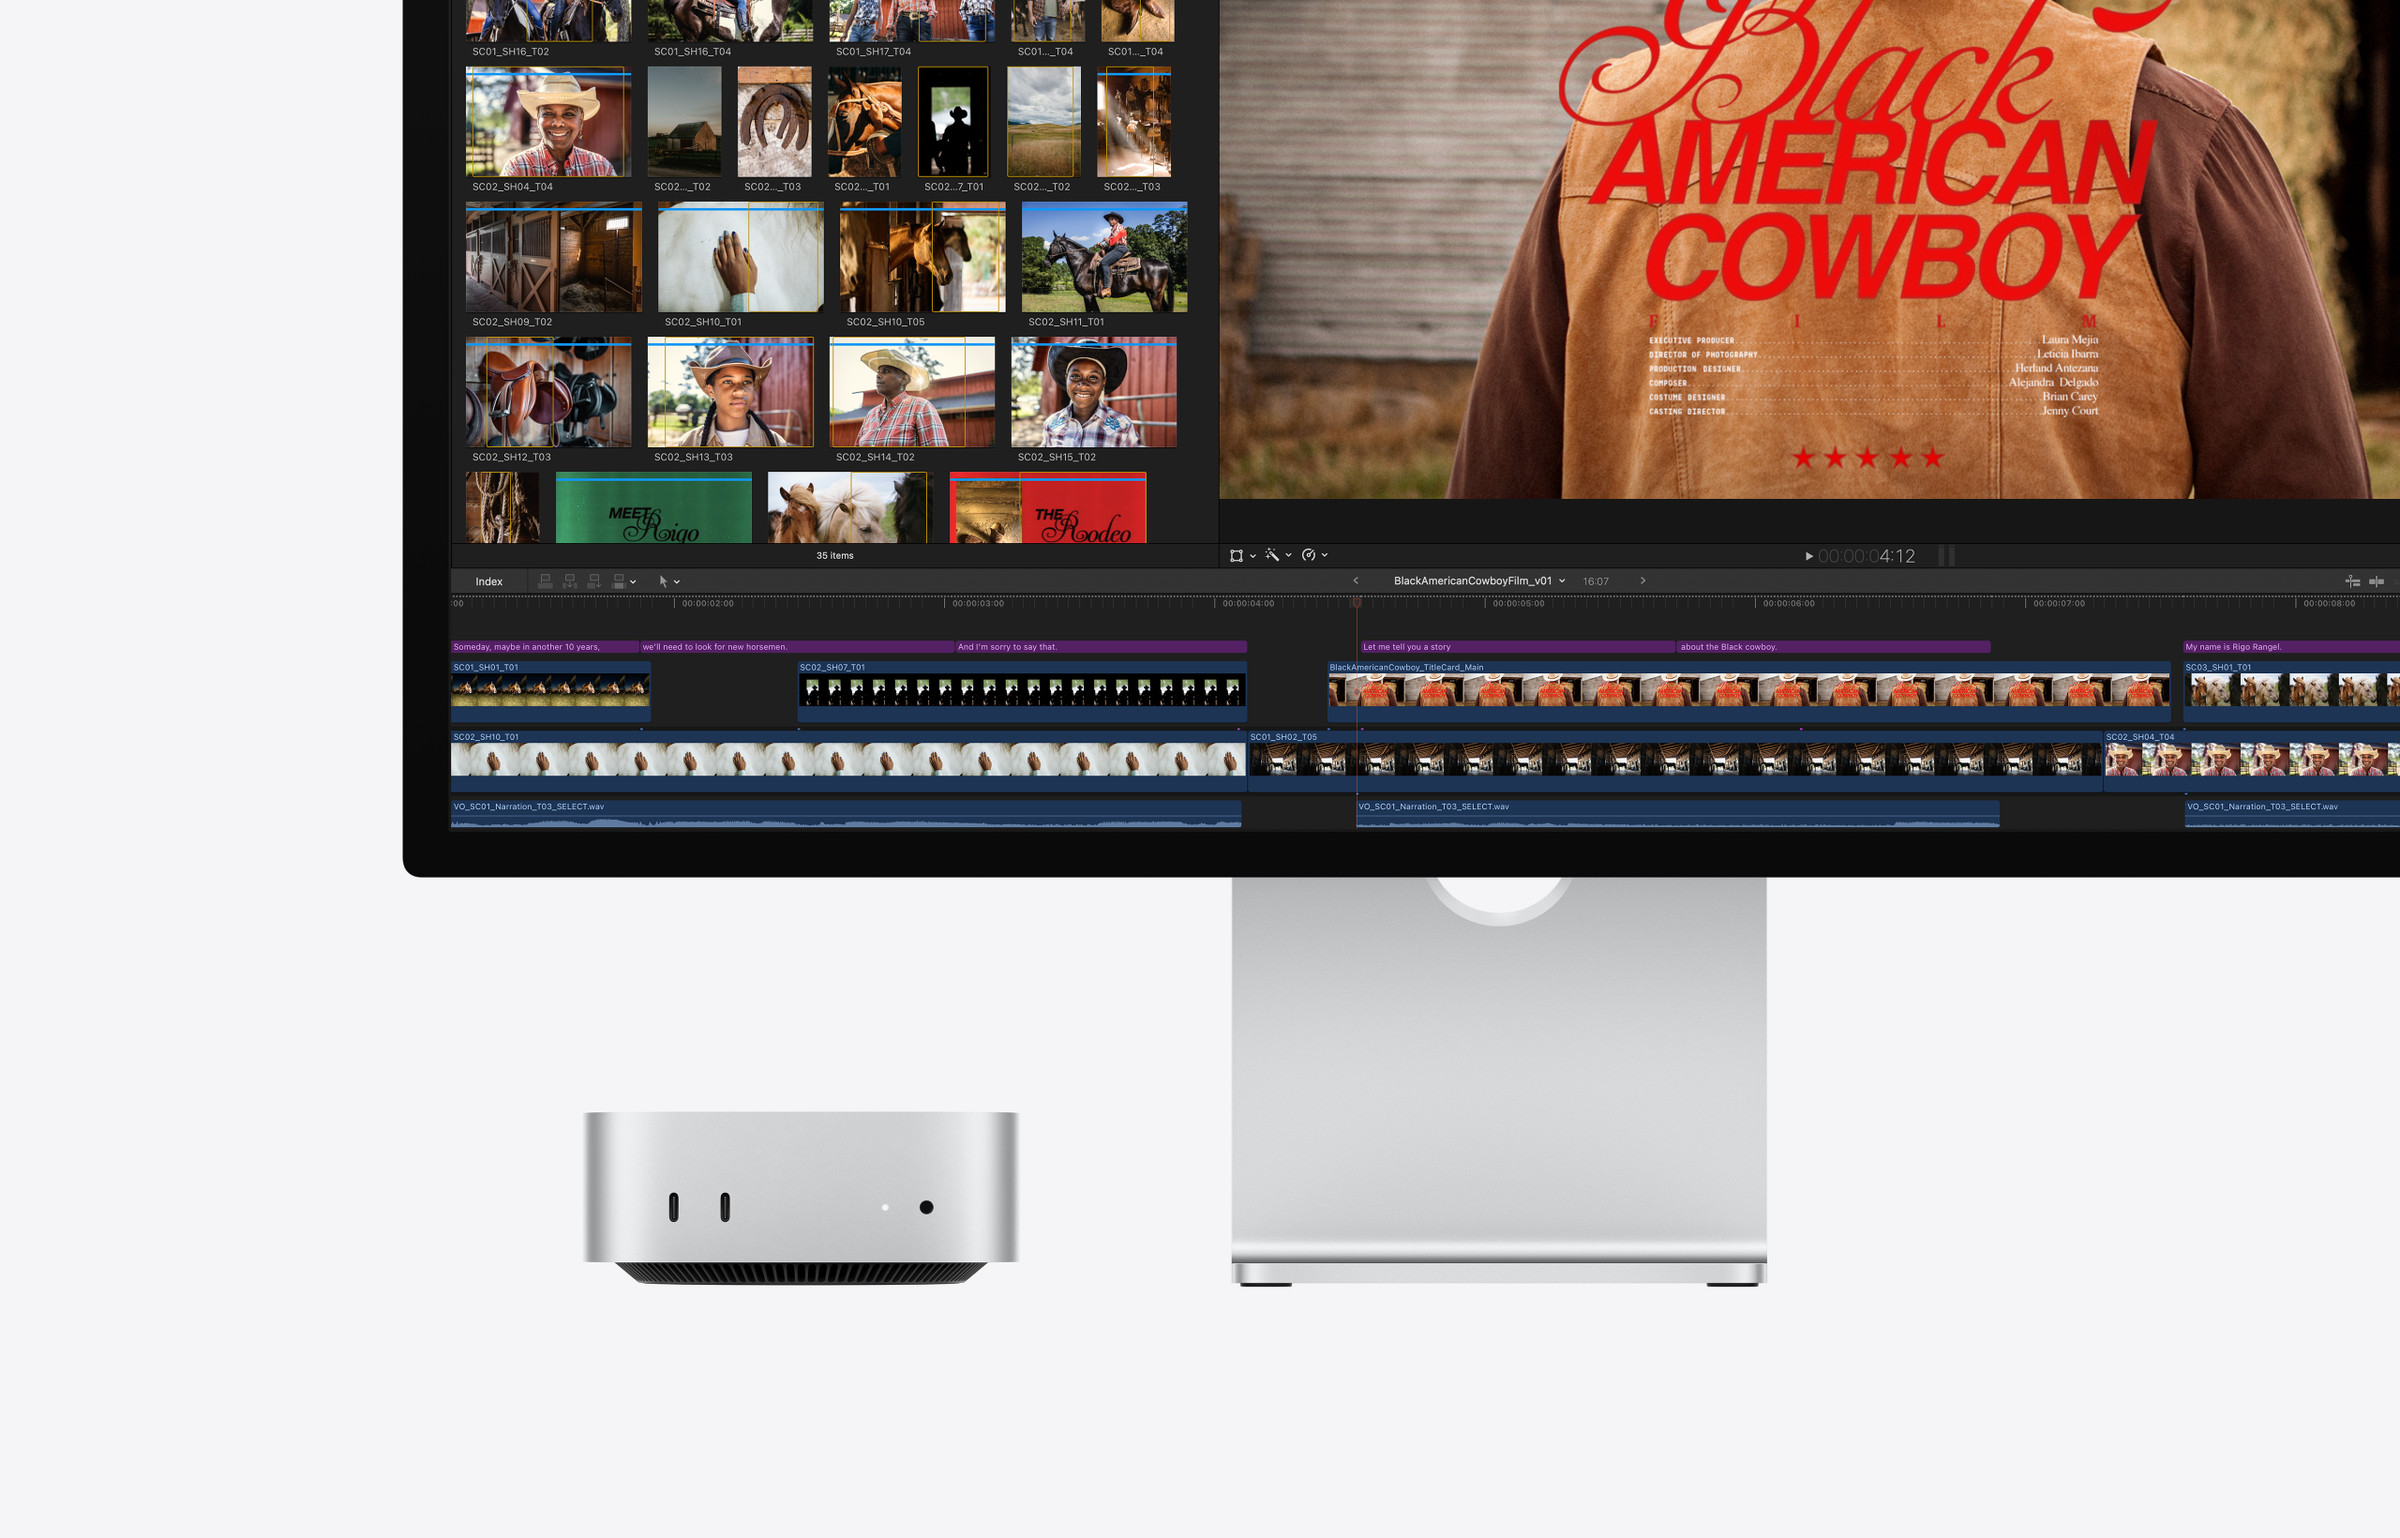 SC01_SH16_T02
SC01_SH16_T04
SC01_SH17_T04
SC01..._T04
SC01..._T04
SC02_SH04_T04
SC02..._T02
SC02..._T03
SC02..._T01
SC02...7_T01
SC02..._T02
SC02..._T03
SC02_SH09_T02
SC02_SH10_T01
SC02_SH10_T05
SC02_SH11_T01
SC02_SH12_T03
SC02_SH13_T03
SC02_SH14_T02
SC02_SH15_T02
MEET
Rigo
THE
Rodeo
35 items
Black
AMERICAN
COWBOY
FILM
EXECUTIVE PRODUCER Laura Mejia
DIRECTOR OF PHOTOGRAPHY Leticia Ibarra
PRODUCTION DESIGNER Herland Antezana
COMPOSER Alejandra Delgado
COSTUME DESIGNER Brian Carey
CASTING DIRECTOR Jenny Court
00:00:04:12
Index
BlackAmericanCowboyFilm_v01 16:07
:00 00:00:02:00 00:00:03:00 00:00:04:00 00:00:05:00 00:00:06:00 00:00:07:00 00:00:08:00
Someday, maybe in another 10 years, we'll need to look for new horsemen. And I'm sorry to say that. Let me tell you a story about the Black cowboy. My name is Rigo Rangel.
SC01_SH01_T01 SC02_SH07_T01 BlackAmericanCowboy_TitleCard_Main SC03_SH01_T01
SC02_SH10_T01 SC01_SH02_T05 SC02_SH04_T04
VO_SC01_Narration_T03_SELECT.wav VO_SC01_Narration_T03_SELECT.wav VO_SC01_Narration_T03_SELECT.wav